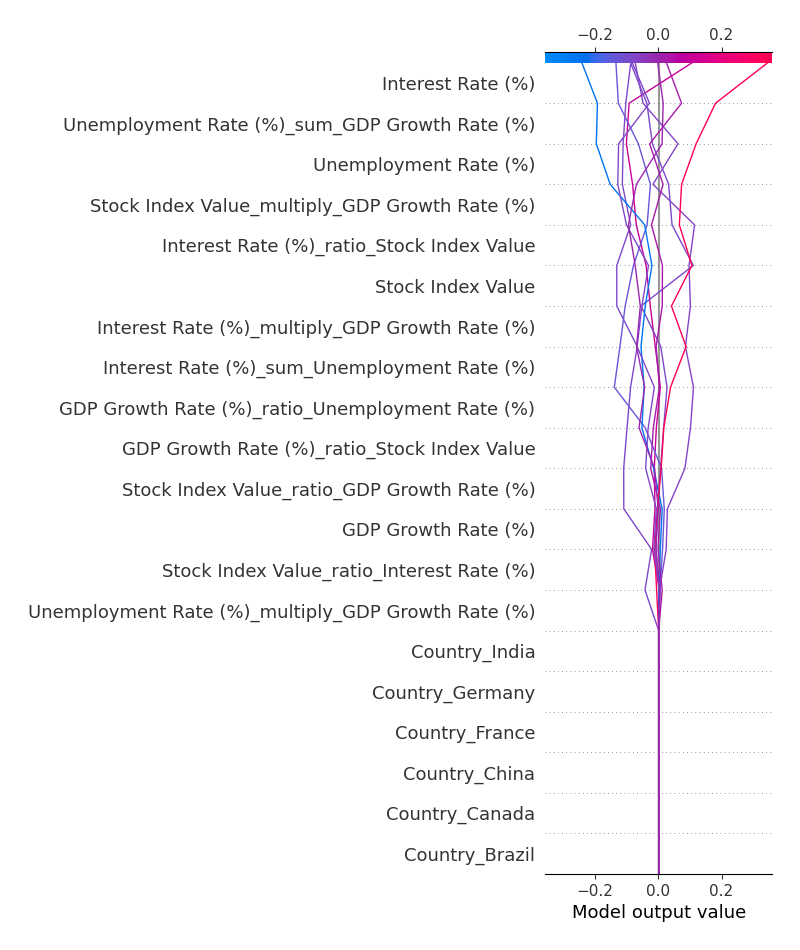 −0.2 0.0 0.2
Interest Rate (%)
Unemployment Rate (%)_sum_GDP Growth Rate (%)
Unemployment Rate (%)
Stock Index Value_multiply_GDP Growth Rate (%)
Interest Rate (%)_ratio_Stock Index Value
Stock Index Value
Interest Rate (%)_multiply_GDP Growth Rate (%)
Interest Rate (%)_sum_Unemployment Rate (%)
GDP Growth Rate (%)_ratio_Unemployment Rate (%)
GDP Growth Rate (%)_ratio_Stock Index Value
Stock Index Value_ratio_GDP Growth Rate (%)
GDP Growth Rate (%)
Stock Index Value_ratio_Interest Rate (%)
Unemployment Rate (%)_multiply_GDP Growth Rate (%)
Country_India
Country_Germany
Country_France
Country_China
Country_Canada
Country_Brazil
−0.2 0.0 0.2
Model output value